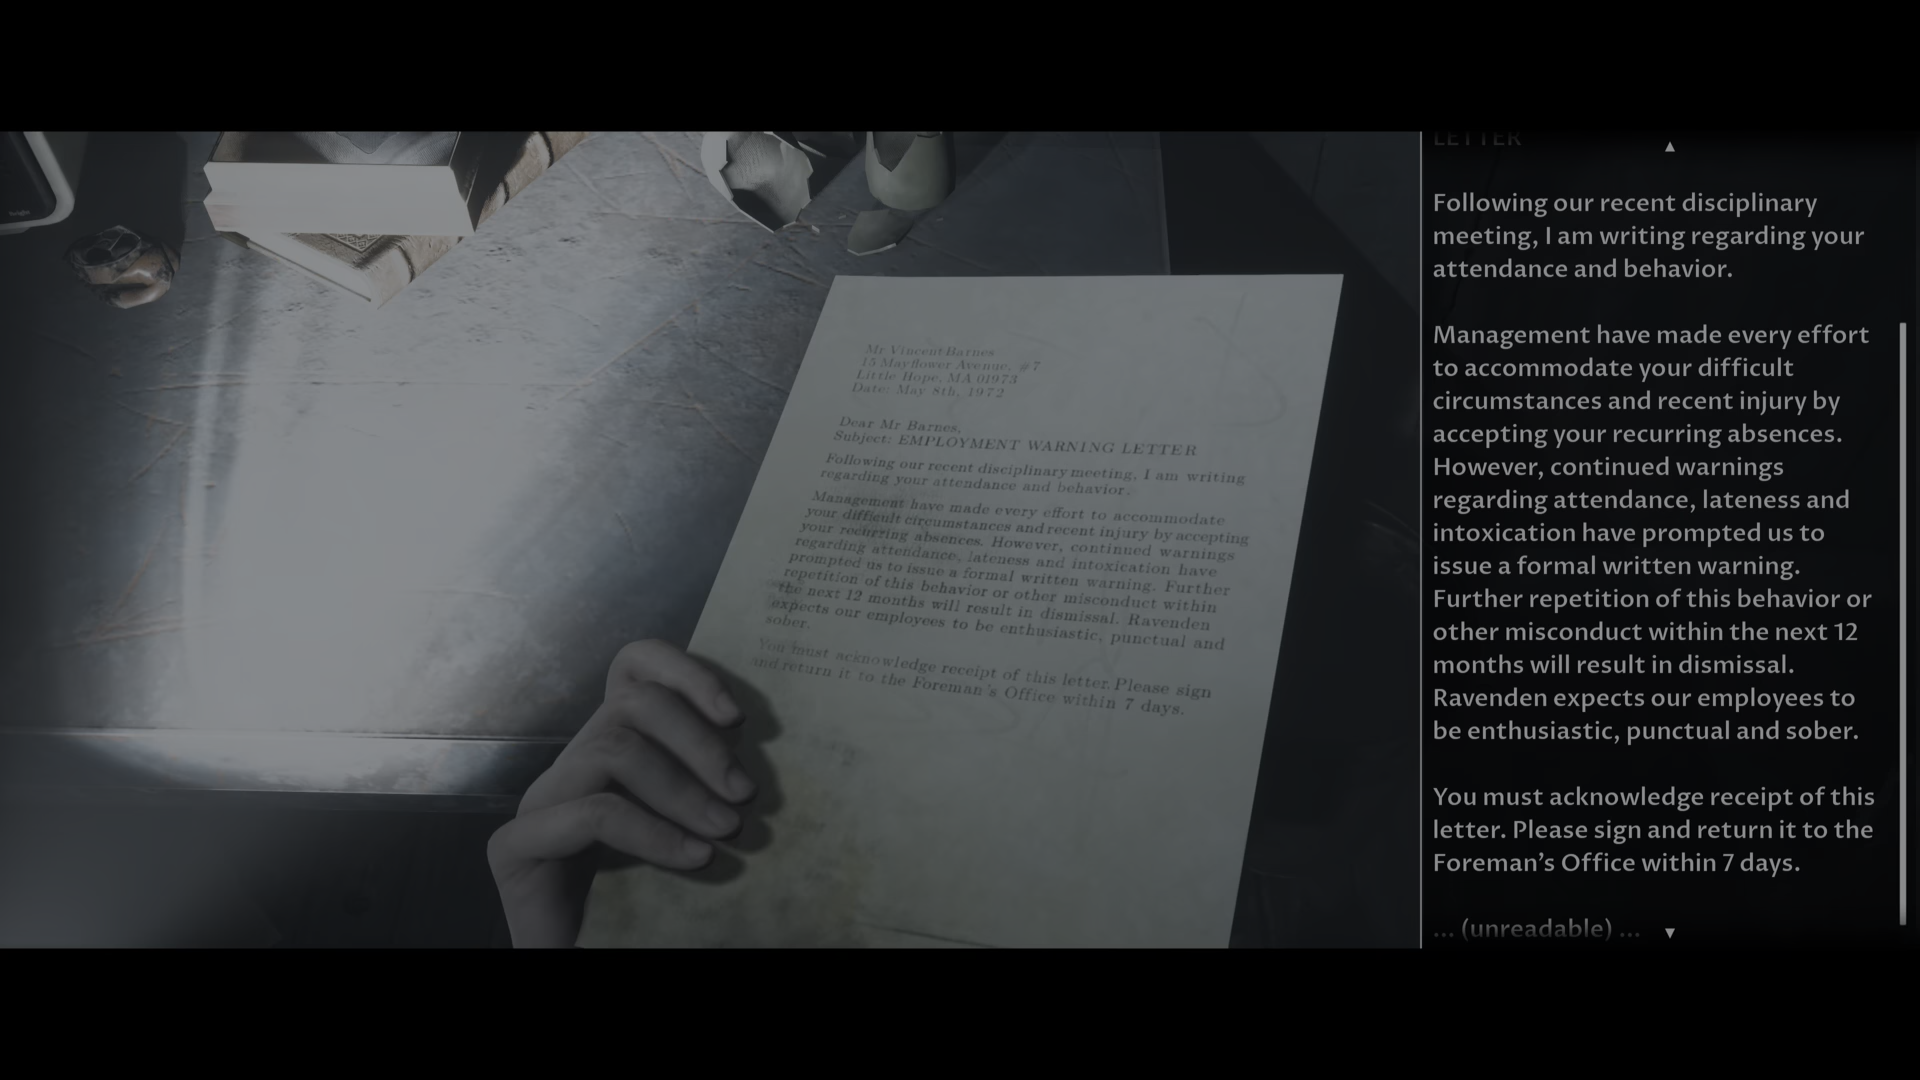 Mr Vincent Barnes
15 Mayflower Avenue, #7
Little Hope, MA 01973
Date: May 8th, 1972
Dear Mr Barnes,
Subject: EMPLOYMENT WARNING LETTER
Following our recent disciplinary meeting, I am writing
regarding your attendance and behavior.
Management have made every effort to accommodate
your difficult circumstances and recent injury by accepting
your recurring absences. However, continued warnings
regarding attendance, lateness and intoxication have
prompted us to issue a formal written warning. Further
repetition of this behavior or other misconduct within
the next 12 months will result in dismissal. Ravenden
expects our employees to be enthusiastic, punctual and
sober.
You must acknowledge receipt of this letter. Please sign
and return it to the Foreman's Office within 7 days.
LETTER
Following our recent disciplinary
meeting, I am writing regarding your
attendance and behavior.
Management have made every effort
to accommodate your difficult
circumstances and recent injury by
accepting your recurring absences.
However, continued warnings
regarding attendance, lateness and
intoxication have prompted us to
issue a formal written warning.
Further repetition of this behavior or
other misconduct within the next 12
months will result in dismissal.
Ravenden expects our employees to
be enthusiastic, punctual and sober.
You must acknowledge receipt of this
letter. Please sign and return it to the
Foreman’s Office within 7 days.
... (unreadable) ...